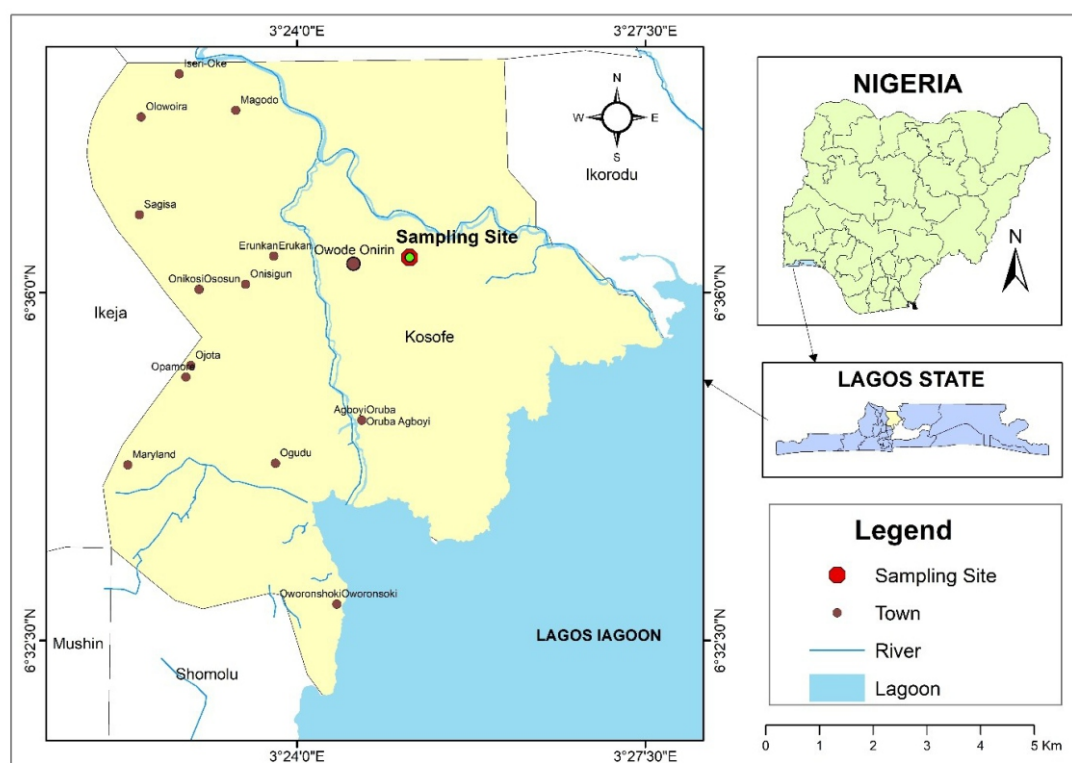 3°24'0"E
3°27'30"E
Iseri-Oke
Olowoira
Magodo
N
W
E
S
Ikorodu
Sagisa
Sampling Site
ErunkanErukan
Owode Onirin
OnikosiOsosun
Onisigun
6°36'0"N
6°36'0"N
Ikeja
Kosofe
Ojota
Opamore
AgboyiOruba
Oruba Agboyi
Maryland
Ogudu
OworonshokiOworonsoki
6°32'30"N
6°32'30"N
Mushin
Shomolu
LAGOS lAGOON
3°24'0"E
3°27'30"E
NIGERIA
N
LAGOS STATE
Legend
Sampling Site
Town
River
Lagoon
0 1 2 3 4 5 Km